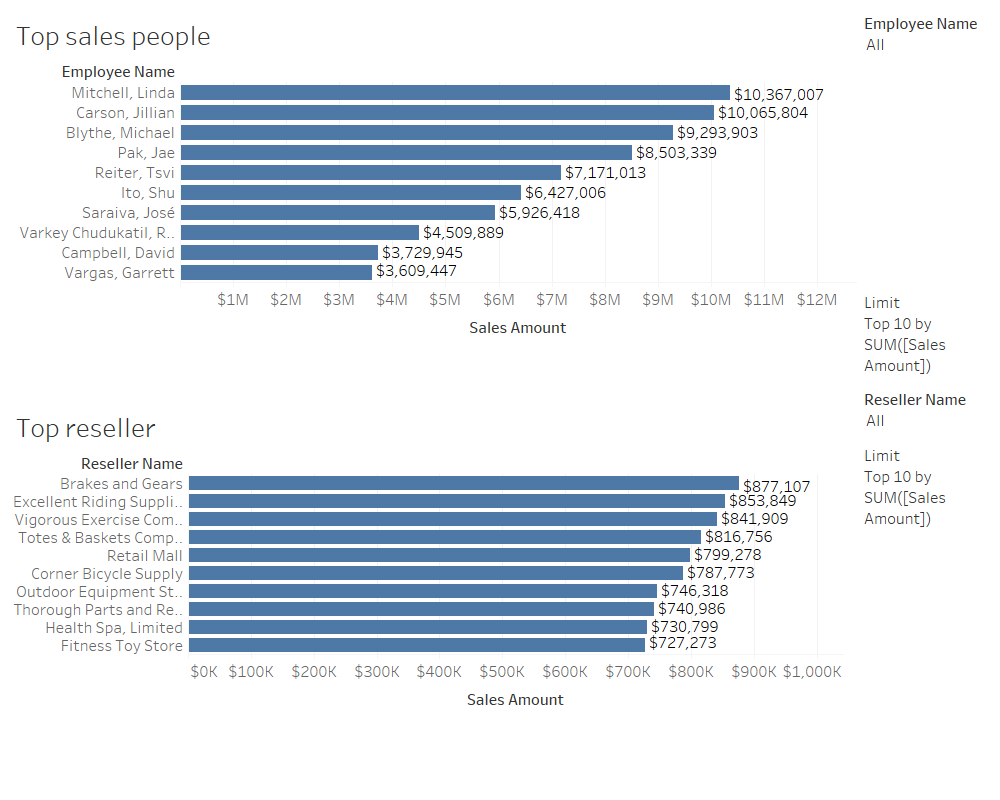 Top sales people
Employee Name
Mitchell, Linda $10,367,007
Carson, Jillian $10,065,804
Blythe, Michael $9,293,903
Pak, Jae $8,503,339
Reiter, Tsvi $7,171,013
Ito, Shu $6,427,006
Saraiva, José $5,926,418
Varkey Chudukatil, R.. $4,509,889
Campbell, David $3,729,945
Vargas, Garrett $3,609,447
$1M $2M $3M $4M $5M $6M $7M $8M $9M $10M $11M $12M
Sales Amount
Employee Name
All
Limit
Top 10 by
SUM([Sales
Amount])
Top reseller
Reseller Name
Brakes and Gears $877,107
Excellent Riding Suppli.. $853,849
Vigorous Exercise Com.. $841,909
Totes & Baskets Comp.. $816,756
Retail Mall $799,278
Corner Bicycle Supply $787,773
Outdoor Equipment St.. $746,318
Thorough Parts and Re.. $740,986
Health Spa, Limited $730,799
Fitness Toy Store $727,273
$0K $100K $200K $300K $400K $500K $600K $700K $800K $900K $1,000K
Sales Amount
Reseller Name
All
Limit
Top 10 by
SUM([Sales
Amount])